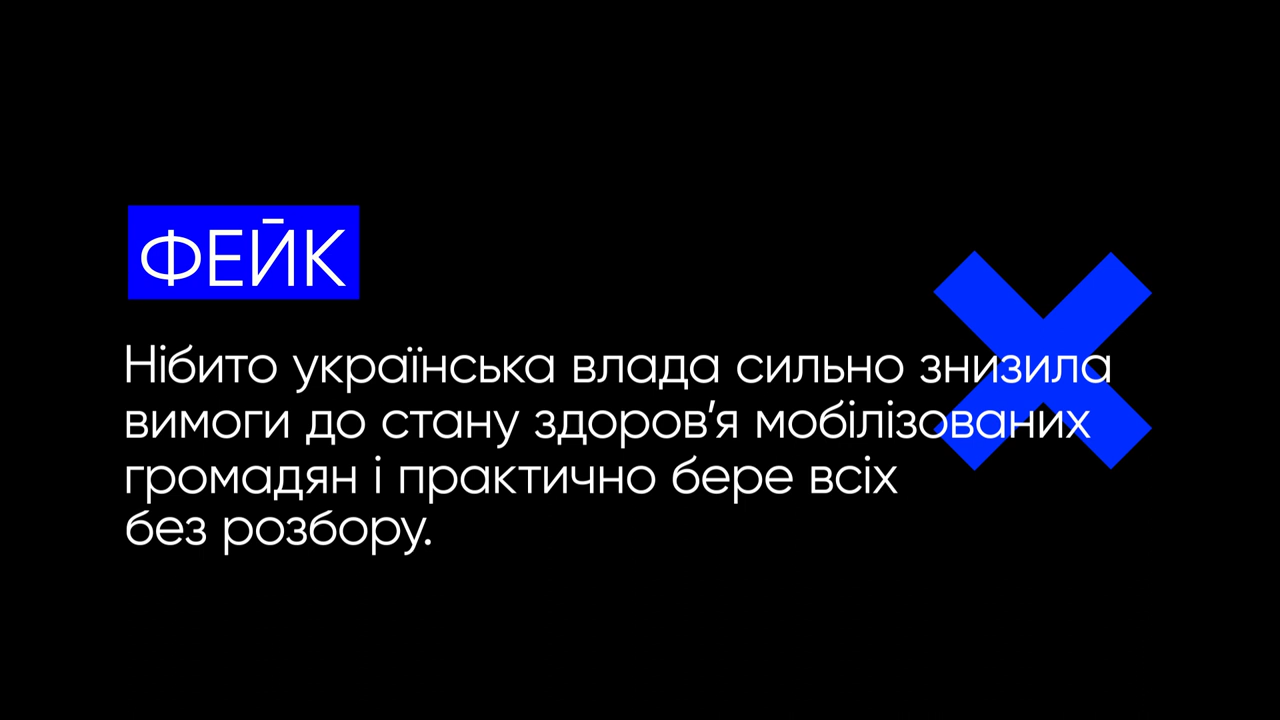 ФЕЙК
Нібито українська влада сильно знизила
вимоги до стану здоров’я мобілізованих
громадян і практично бере всіх
без розбору.